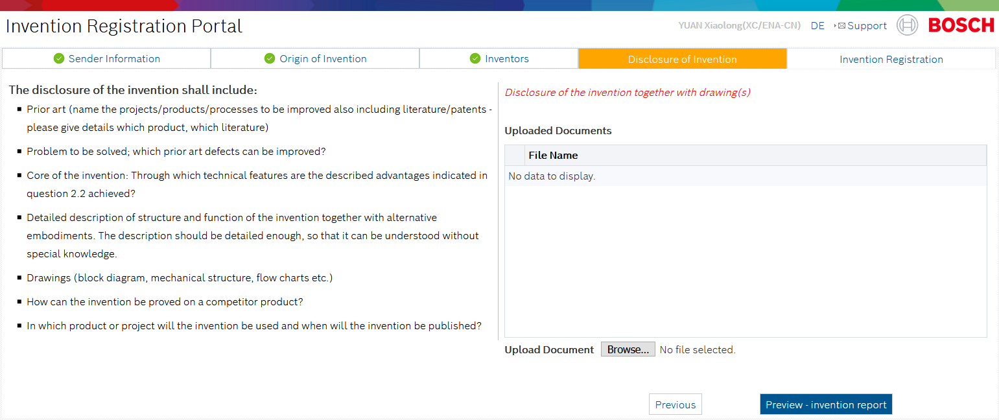 Invention Registration Portal
YUAN Xiaolong(XC/ENA-CN) DE Support BOSCH
Sender Information Origin of Invention Inventors Disclosure of Invention Invention Registration
The disclosure of the invention shall include:
Prior art (name the projects/products/processes to be improved also including literature/patents -
please give details which product, which literature)
Problem to be solved; which prior art defects can be improved?
Core of the invention: Through which technical features are the described advantages indicated in
question 2.2 achieved?
Detailed description of structure and function of the invention together with alternative
embodiments. The description should be detailed enough, so that it can be understood without
special knowledge.
Drawings (block diagram, mechanical structure, flow charts etc.)
How can the invention be proved on a competitor product?
In which product or project will the invention be used and when will the invention be published?
Disclosure of the invention together with drawing(s)
Uploaded Documents
File Name
No data to display.
Upload Document Browse... No file selected.
Previous Preview - invention report